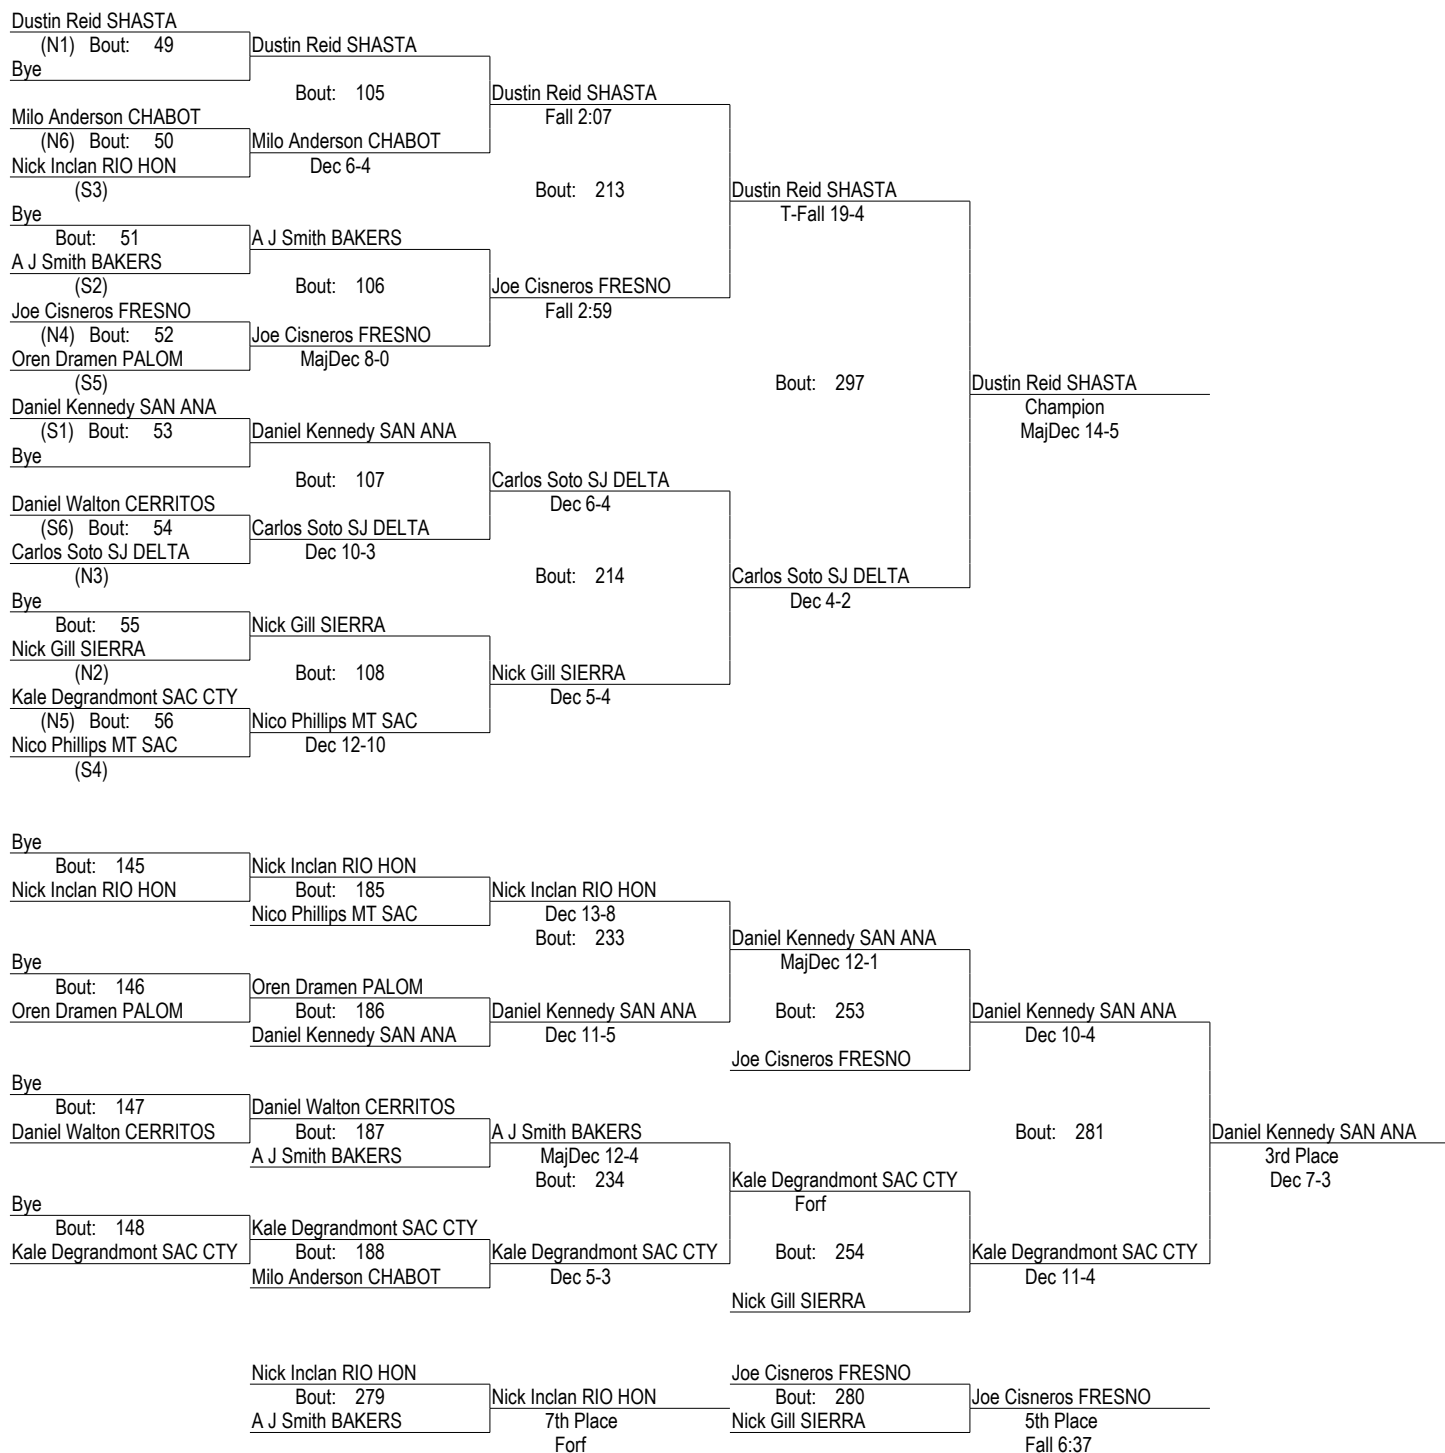 Dustin Reid SHASTA
(N1) Bout: 49 Dustin Reid SHASTA
Bye
Bout: 105 Dustin Reid SHASTA
Milo Anderson CHABOT Fall 2:07
(N6) Bout: 50 Milo Anderson CHABOT
Nick Inclan RIO HON Dec 6-4
(S3) Bout: 213 Dustin Reid SHASTA
Bye T-Fall 19-4
Bout: 51 A J Smith BAKERS
A J Smith BAKERS
(S2) Bout: 106 Joe Cisneros FRESNO
Joe Cisneros FRESNO Fall 2:59
(N4) Bout: 52 Joe Cisneros FRESNO
Oren Dramen PALOM MajDec 8-0
(S5) Bout: 297 Dustin Reid SHASTA
Daniel Kennedy SAN ANA Champion
(S1) Bout: 53 Daniel Kennedy SAN ANA MajDec 14-5
Bye
Bout: 107 Carlos Soto SJ DELTA
Daniel Walton CERRITOS Dec 6-4
(S6) Bout: 54 Carlos Soto SJ DELTA
Carlos Soto SJ DELTA Dec 10-3
(N3) Bout: 214 Carlos Soto SJ DELTA
Bye Dec 4-2
Bout: 55 Nick Gill SIERRA
Nick Gill SIERRA
(N2) Bout: 108 Nick Gill SIERRA
Kale Degrandmont SAC CTY Dec 5-4
(N5) Bout: 56 Nico Phillips MT SAC
Nico Phillips MT SAC Dec 12-10
(S4)
Bye
Bout: 145 Nick Inclan RIO HON
Nick Inclan RIO HON Bout: 185 Nick Inclan RIO HON
Nico Phillips MT SAC Dec 13-8
Bout: 233 Daniel Kennedy SAN ANA
Bye MajDec 12-1
Bout: 146 Oren Dramen PALOM
Oren Dramen PALOM Bout: 186 Daniel Kennedy SAN ANA Bout: 253 Daniel Kennedy SAN ANA
Daniel Kennedy SAN ANA Dec 11-5 Dec 10-4
Joe Cisneros FRESNO
Bye
Bout: 147 Daniel Walton CERRITOS
Daniel Walton CERRITOS Bout: 187 A J Smith BAKERS Bout: 281 Daniel Kennedy SAN ANA
A J Smith BAKERS MajDec 12-4 3rd Place
Bout: 234 Kale Degrandmont SAC CTY Dec 7-3
Bye Forf
Bout: 148 Kale Degrandmont SAC CTY
Kale Degrandmont SAC CTY Bout: 188 Kale Degrandmont SAC CTY Bout: 254 Kale Degrandmont SAC CTY
Milo Anderson CHABOT Dec 5-3 Dec 11-4
Nick Gill SIERRA
Nick Inclan RIO HON Joe Cisneros FRESNO
Bout: 279 Nick Inclan RIO HON Bout: 280 Joe Cisneros FRESNO
A J Smith BAKERS 7th Place Nick Gill SIERRA 5th Place
Forf Fall 6:37